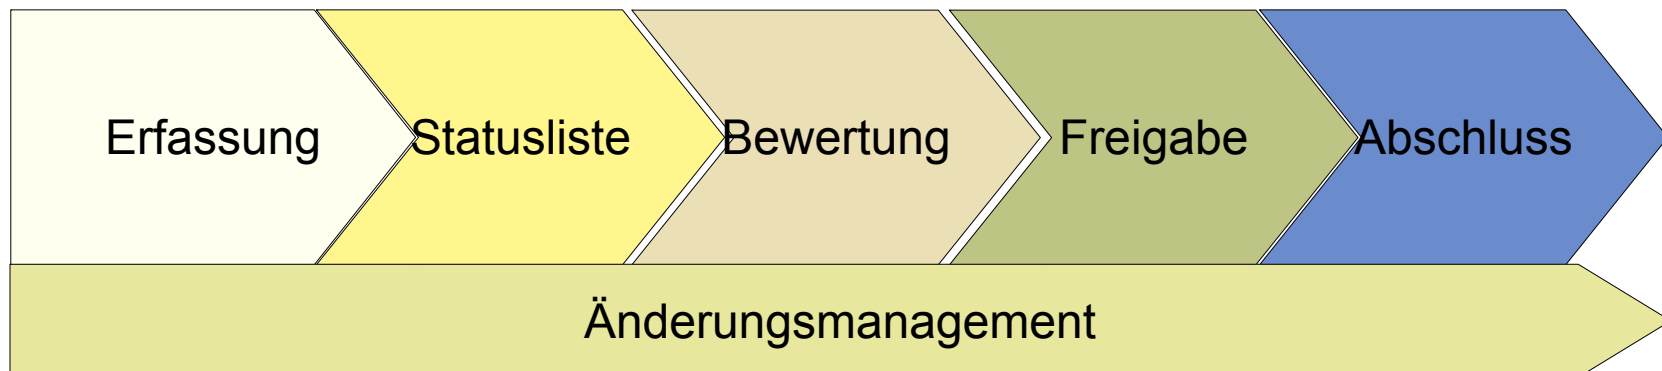 Erfassung
Statusliste
Bewertung
Freigabe
Abschluss
Änderungsmanagement